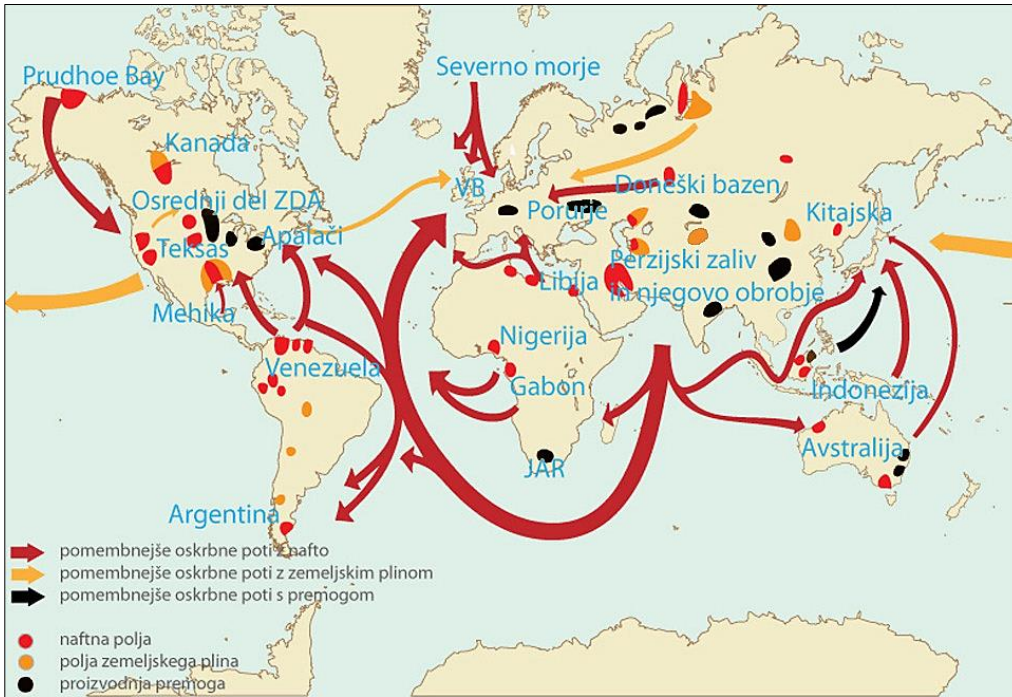 Severno morje
Prudhoe Bay
Kanada
VB
Doneški bazen
Osrednji del ZDA
Porurje
Kitajska
Apalači
Teksas
Perzijski zaliv
in njegovo obrobje
Libija
Mehika
Nigerija
Venezuela
Gabon
Indonezija
Avstralija
JAR
Argentina
pomembnejše oskrbne poti z nafto
pomembnejše oskrbne poti z zemeljskim plinom
pomembnejše oskrbne poti s premogom
naftna polja
polja zemeljskega plina
proizvodnja premoga